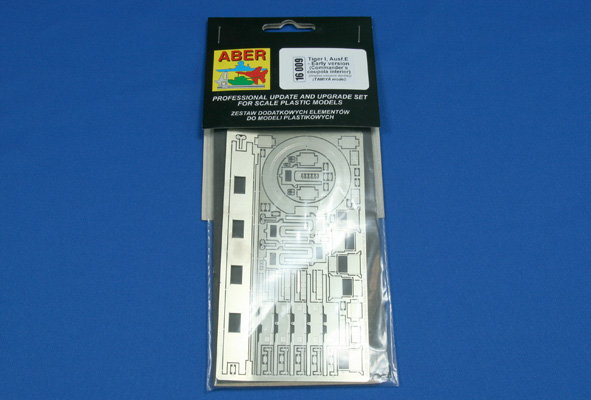 ABER
16 009
Tiger I, Ausf.E
- Early version
(Commander's
coupola interior)
(TAMIYA model)
PROFESSIONAL UPDATE AND UPGRADE SET
FOR SCALE PLASTIC MODELS
ZESTAW DODATKOWYCH ELEMENTÓW
DO MODELI PLASTIKOWYCH